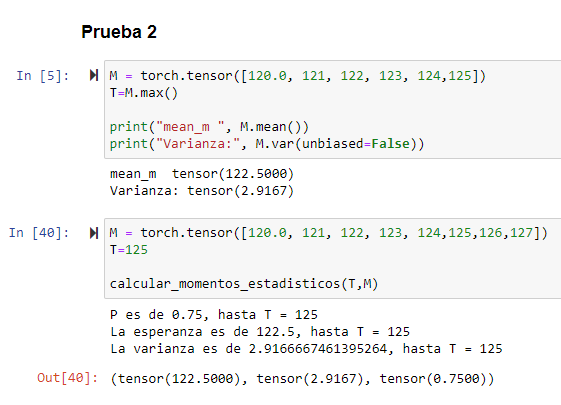 Prueba 2
In [5]: M = torch.tensor([120.0, 121, 122, 123, 124,125])
T=M.max()
print("mean_m ", M.mean())
print("Varianza:", M.var(unbiased=False))
mean_m  tensor(122.5000)
Varianza: tensor(2.9167)
In [40]: M = torch.tensor([120.0, 121, 122, 123, 124,125,126,127])
T=125
calcular_momentos_estadisticos(T,M)
P es de 0.75, hasta T = 125
La esperanza es de 122.5, hasta T = 125
La varianza es de 2.9166667461395264, hasta T = 125
Out[40]: (tensor(122.5000), tensor(2.9167), tensor(0.7500))